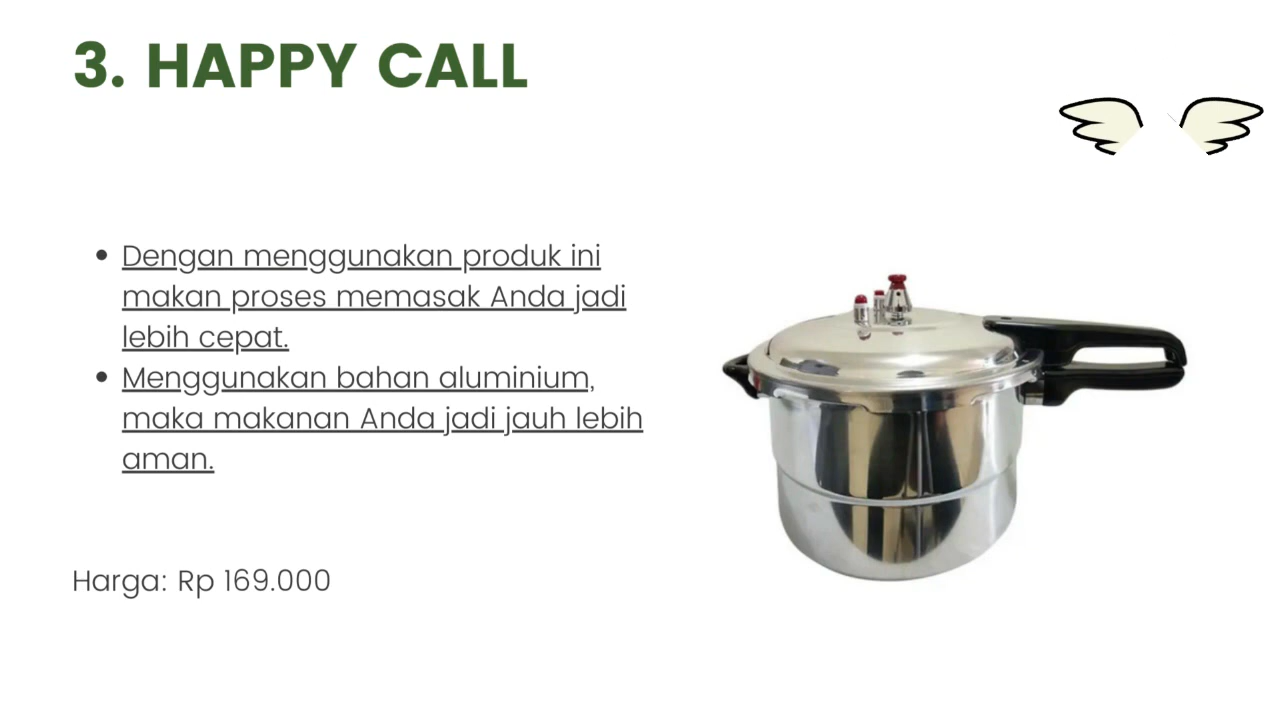 3. HAPPY CALL
Dengan menggunakan produk ini
makan proses memasak Anda jadi
lebih cepat.
Menggunakan bahan aluminium,
maka makanan Anda jadi jauh lebih
aman.
Harga: Rp 169.000